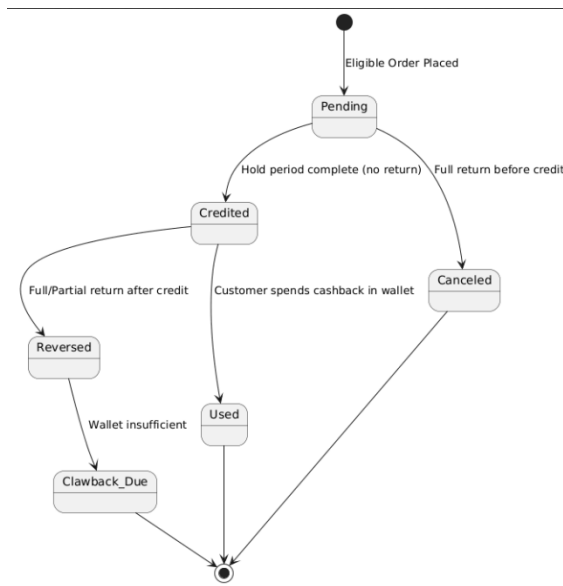 Eligible Order Placed
Pending
Hold period complete (no return)
Full return before credit
Credited
Full/Partial return after credit
Customer spends cashback in wallet
Canceled
Reversed
Wallet insufficient
Used
Clawback_Due